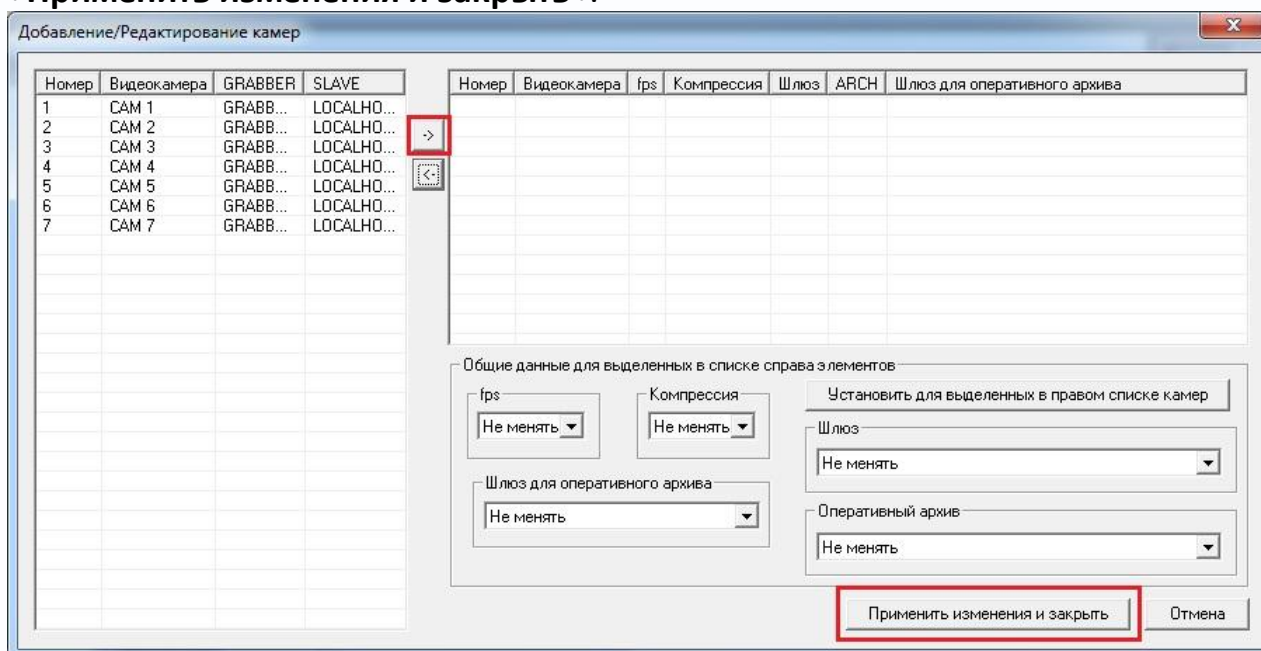 «Применить изменения и закрыть».
Добавление/Редактирование камер
Номер Видеокамера GRABBER SLAVE
1 CAM 1 GRABB... LOCALHO...
2 CAM 2 GRABB... LOCALHO...
3 CAM 3 GRABB... LOCALHO...
4 CAM 4 GRABB... LOCALHO...
5 CAM 5 GRABB... LOCALHO...
6 CAM 6 GRABB... LOCALHO...
7 CAM 7 GRABB... LOCALHO...
->
<-
Номер Видеокамера fps Компрессия Шлюз ARCH Шлюз для оперативного архива
Общие данные для выделенных в списке справа элементов
fps
Не менять
Компрессия
Не менять
Установить для выделенных в правом списке камер
Шлюз
Не менять
Шлюз для оперативного архива
Не менять
Оперативный архив
Не менять
Применить изменения и закрыть
Отмена